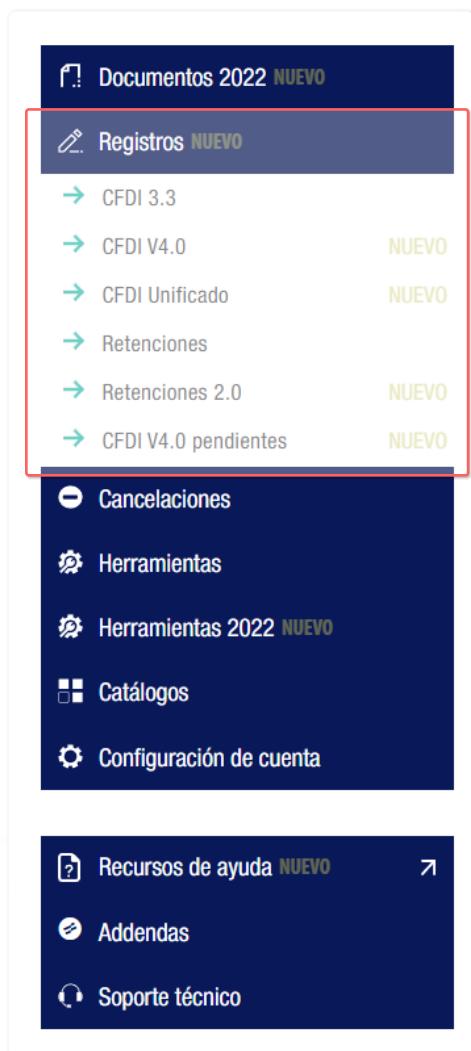 Documentos 2022 NUEVO
Registros NUEVO
CFDI 3.3
CFDI V4.0 NUEVO
CFDI Unificado NUEVO
Retenciones
Retenciones 2.0 NUEVO
CFDI V4.0 pendientes NUEVO
Cancelaciones
Herramientas
Herramientas 2022 NUEVO
Catálogos
Configuración de cuenta
Recursos de ayuda NUEVO
Addendas
Soporte técnico